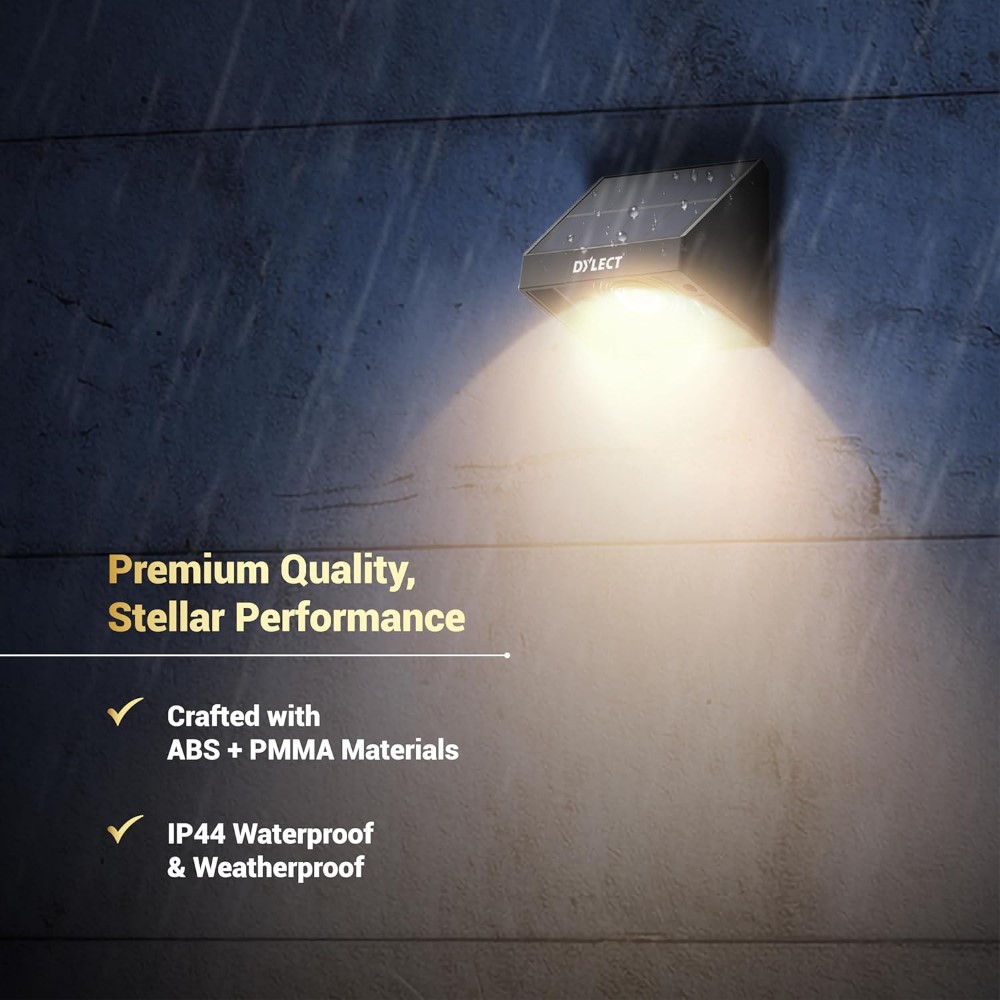 DYLECT
Premium Quality,
Stellar Performance
Crafted with
ABS + PMMA Materials
IP44 Waterproof
& Weatherproof